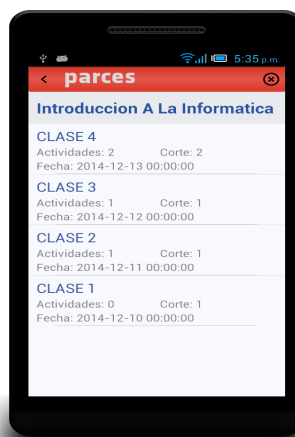 5:35 p.m.
parces
Introduccion A La Informatica
CLASE 4
Actividades: 2 Corte: 2
Fecha: 2014-12-13 00:00:00
CLASE 3
Actividades: 1 Corte: 1
Fecha: 2014-12-12 00:00:00
CLASE 2
Actividades: 1 Corte: 1
Fecha: 2014-12-11 00:00:00
CLASE 1
Actividades: 0 Corte: 1
Fecha: 2014-12-10 00:00:00